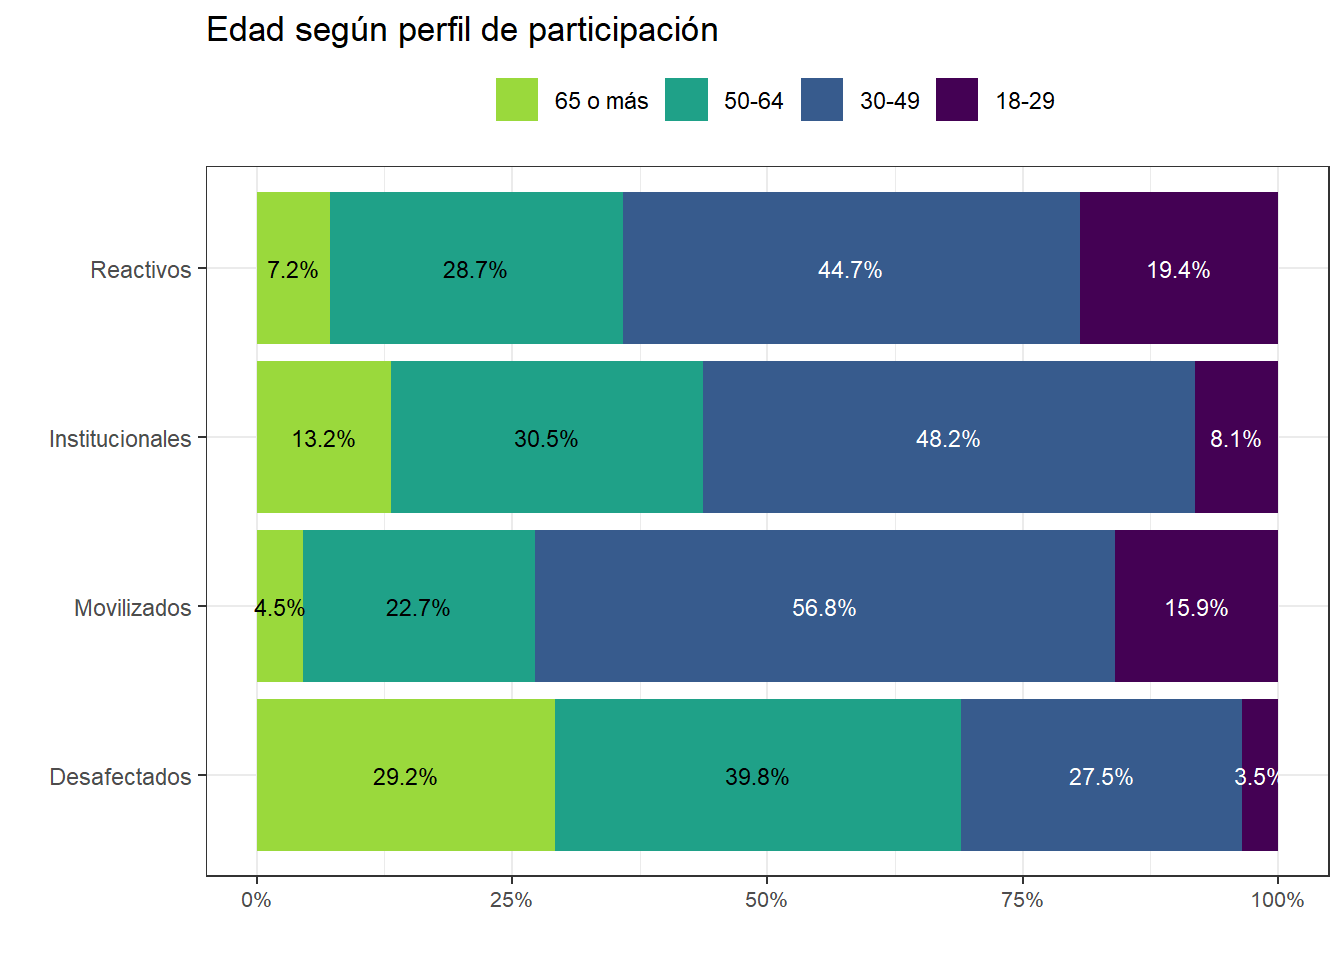 Edad según perfil de participación
65 o más 50-64 30-49 18-29
Reactivos 7.2% 28.7% 44.7% 19.4%
Institucionales 13.2% 30.5% 48.2% 8.1%
Movilizados 4.5% 22.7% 56.8% 15.9%
Desafectados 29.2% 39.8% 27.5% 3.5%
0% 25% 50% 75% 100%